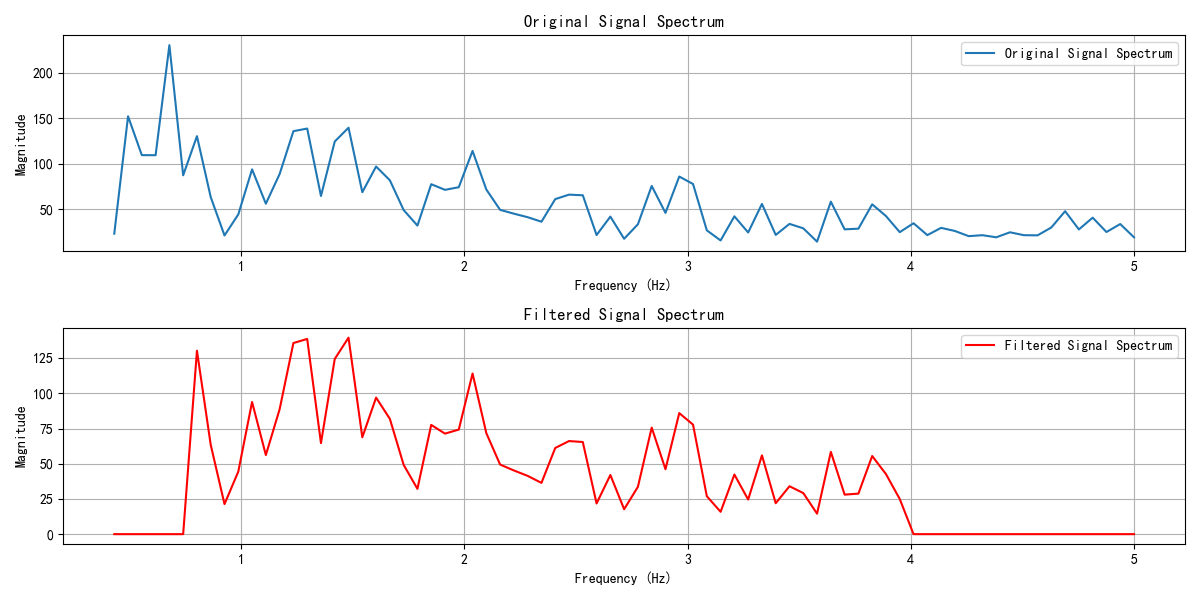 Original Signal Spectrum
Original Signal Spectrum
200
150
100
50
Magnitude
1 2 3 4 5
Frequency (Hz)
Filtered Signal Spectrum
Filtered Signal Spectrum
125
100
75
50
25
0
Magnitude
1 2 3 4 5
Frequency (Hz)